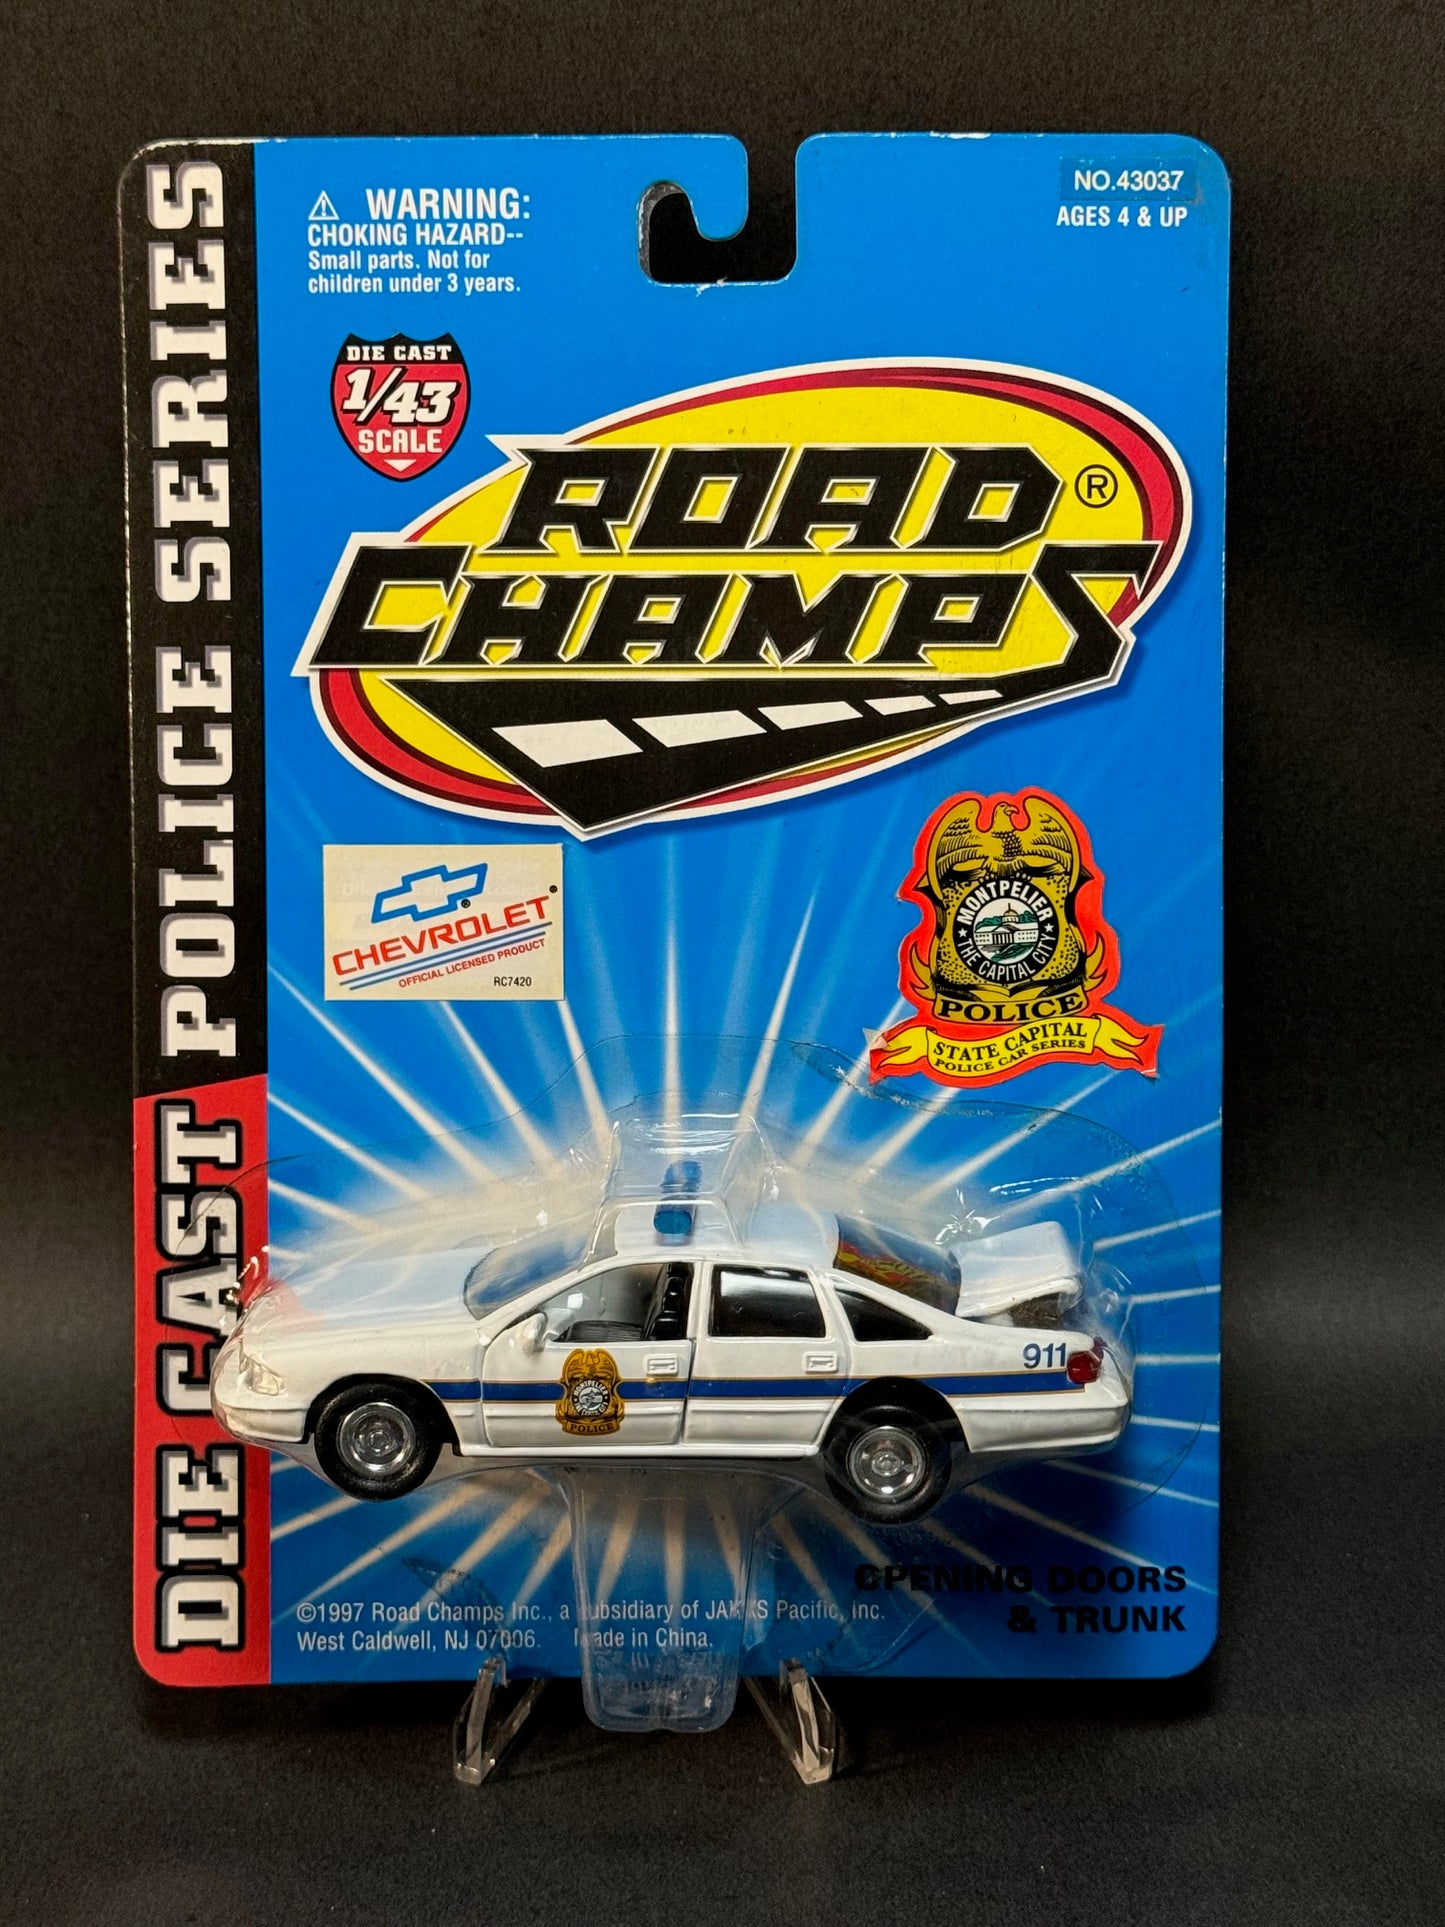 DIE CAST POLICE SERIES
⚠ WARNING:
CHOKING HAZARD--
Small parts. Not for
children under 3 years.
NO.43037
AGES 4 & UP
DIE CAST
1/43
SCALE
ROAD ®
CHAMPS
CHEVROLET
OFFICIAL LICENSED PRODUCT
RC7420
MONTPELIER
THE CAPITAL CITY
POLICE
STATE CAPITAL
POLICE CAR SERIES
911
MONTPELIER
POLICE
OPENING DOORS
& TRUNK
©1997 Road Champs Inc., a subsidiary of JAKKS Pacific, Inc.
West Caldwell, NJ 07006. Made in China.